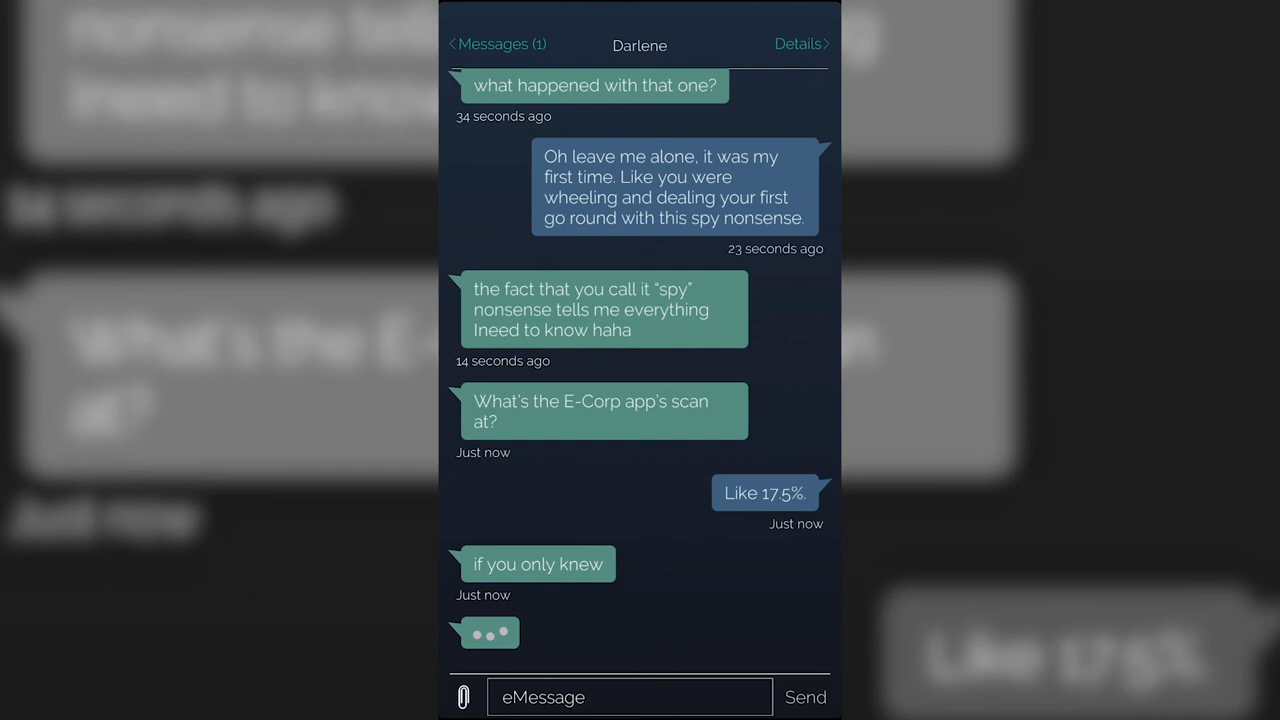 Messages (1)
Darlene
Details
what happened with that one?
34 seconds ago
Oh leave me alone, it was my
first time. Like you were
wheeling and dealing your first
go round with this spy nonsense.
23 seconds ago
the fact that you call it “spy”
nonsense tells me everything
Ineed to know haha
14 seconds ago
What's the E-Corp app's scan
at?
Just now
Like 17.5%.
Just now
if you only knew
Just now
eMessage
Send